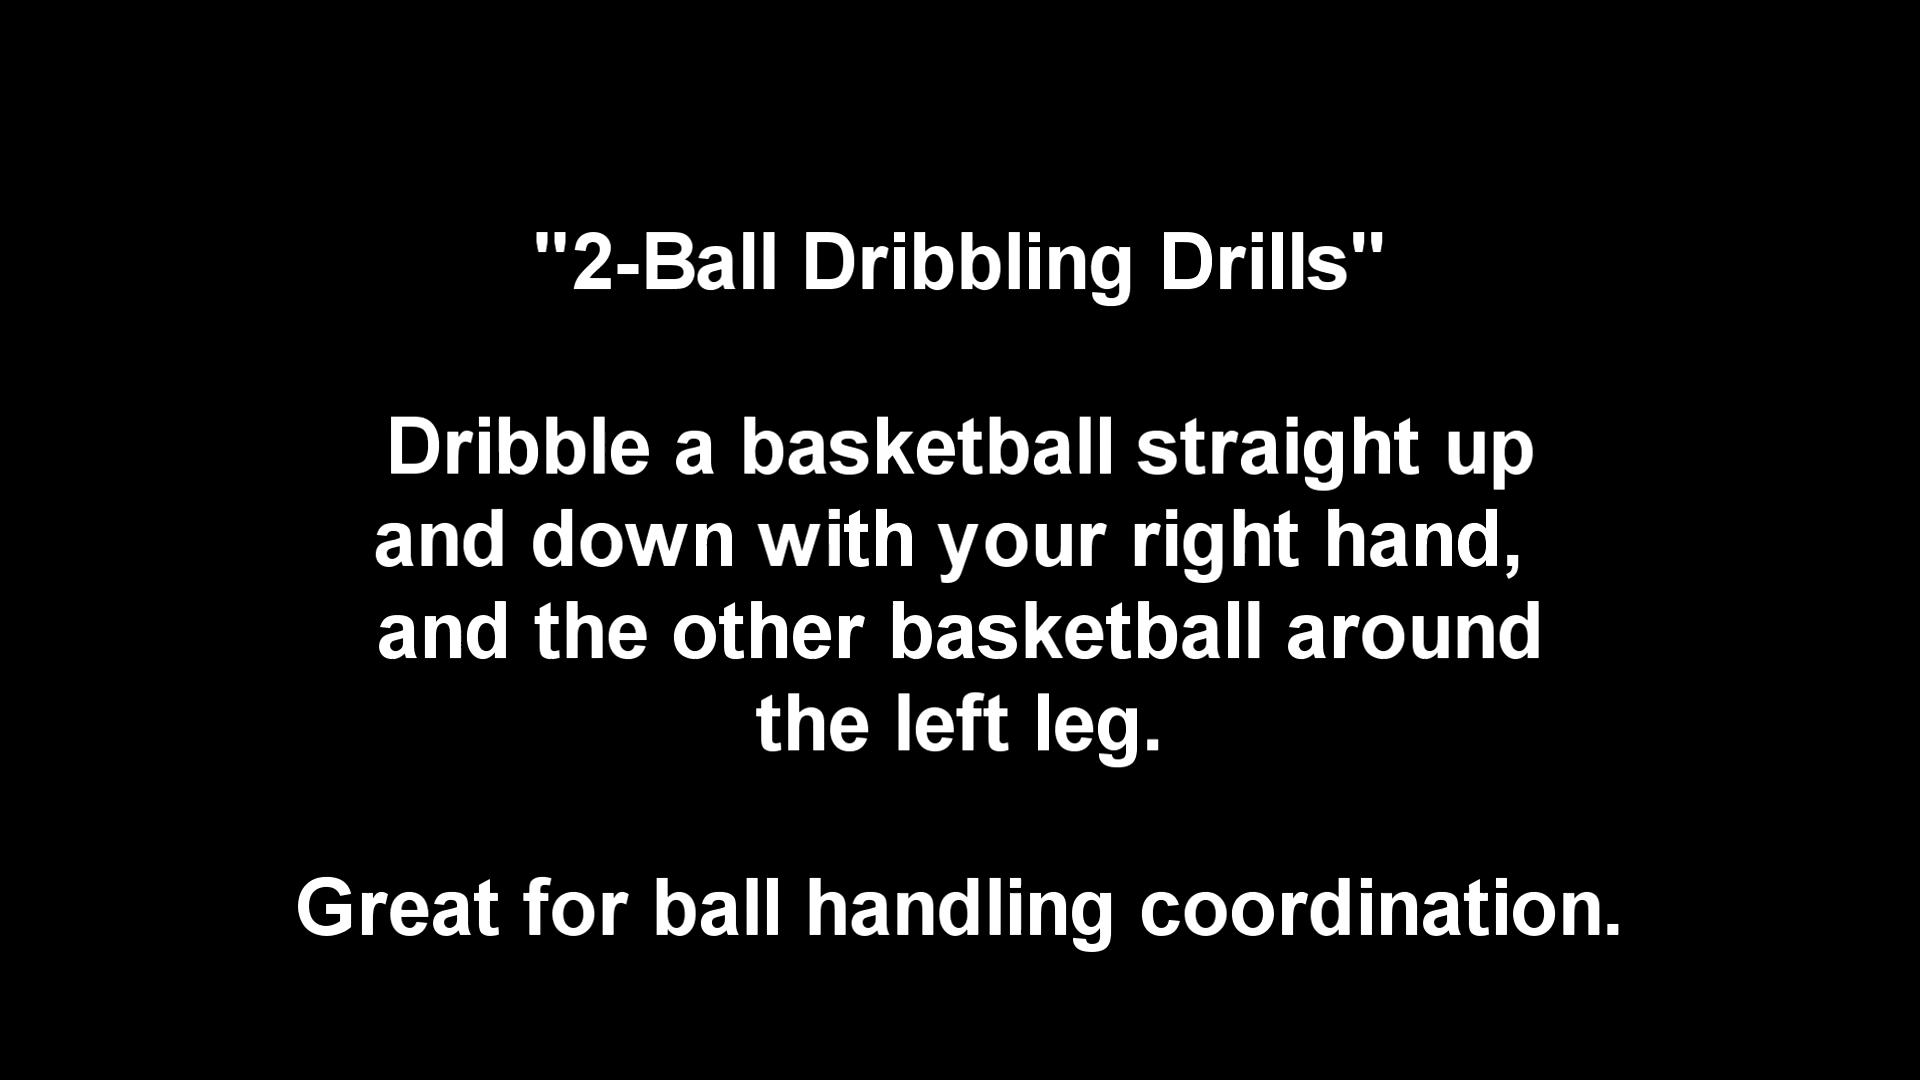 "2-Ball Dribbling Drills"
Dribble a basketball straight up
and down with your right hand,
and the other basketball around
the left leg.
Great for ball handling coordination.